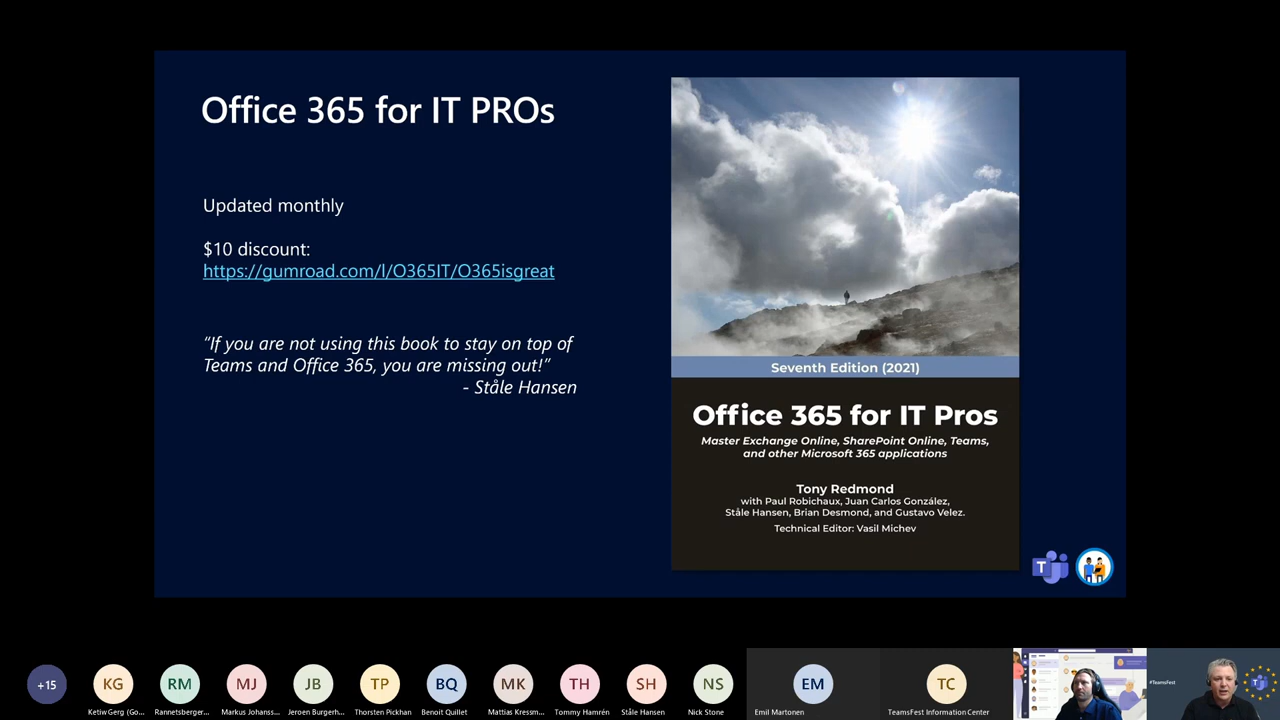 Office 365 for IT PROs
Updated monthly
$10 discount:
https://gumroad.com/l/O365IT/O365isgreat
“If you are not using this book to stay on top of
Teams and Office 365, you are missing out!”
- Ståle Hansen
Seventh Edition (2021)
Office 365 for IT Pros
Master Exchange Online, SharePoint Online, Teams,
and other Microsoft 365 applications
Tony Redmond
with Paul Robichaux, Juan Carlos González,
Ståle Hansen, Brian Desmond, and Gustavo Velez.
Technical Editor: Vasil Michev
T
+15
KG
RM
MJ
JB
TP
BQ
MK
TH
SH
NS
EM
TC
#TeamsFest
Ketiw Gerg (Go...
Rannetsberger...
Markus Johanss...
Jeroen Burgerh...
Thorsten Pickhan
Benoit Quillet
Mattias Kressm...
Tommy Hamrén
Ståle Hansen
Nick Stone
Emil Martonen
TeamsFest Information Center